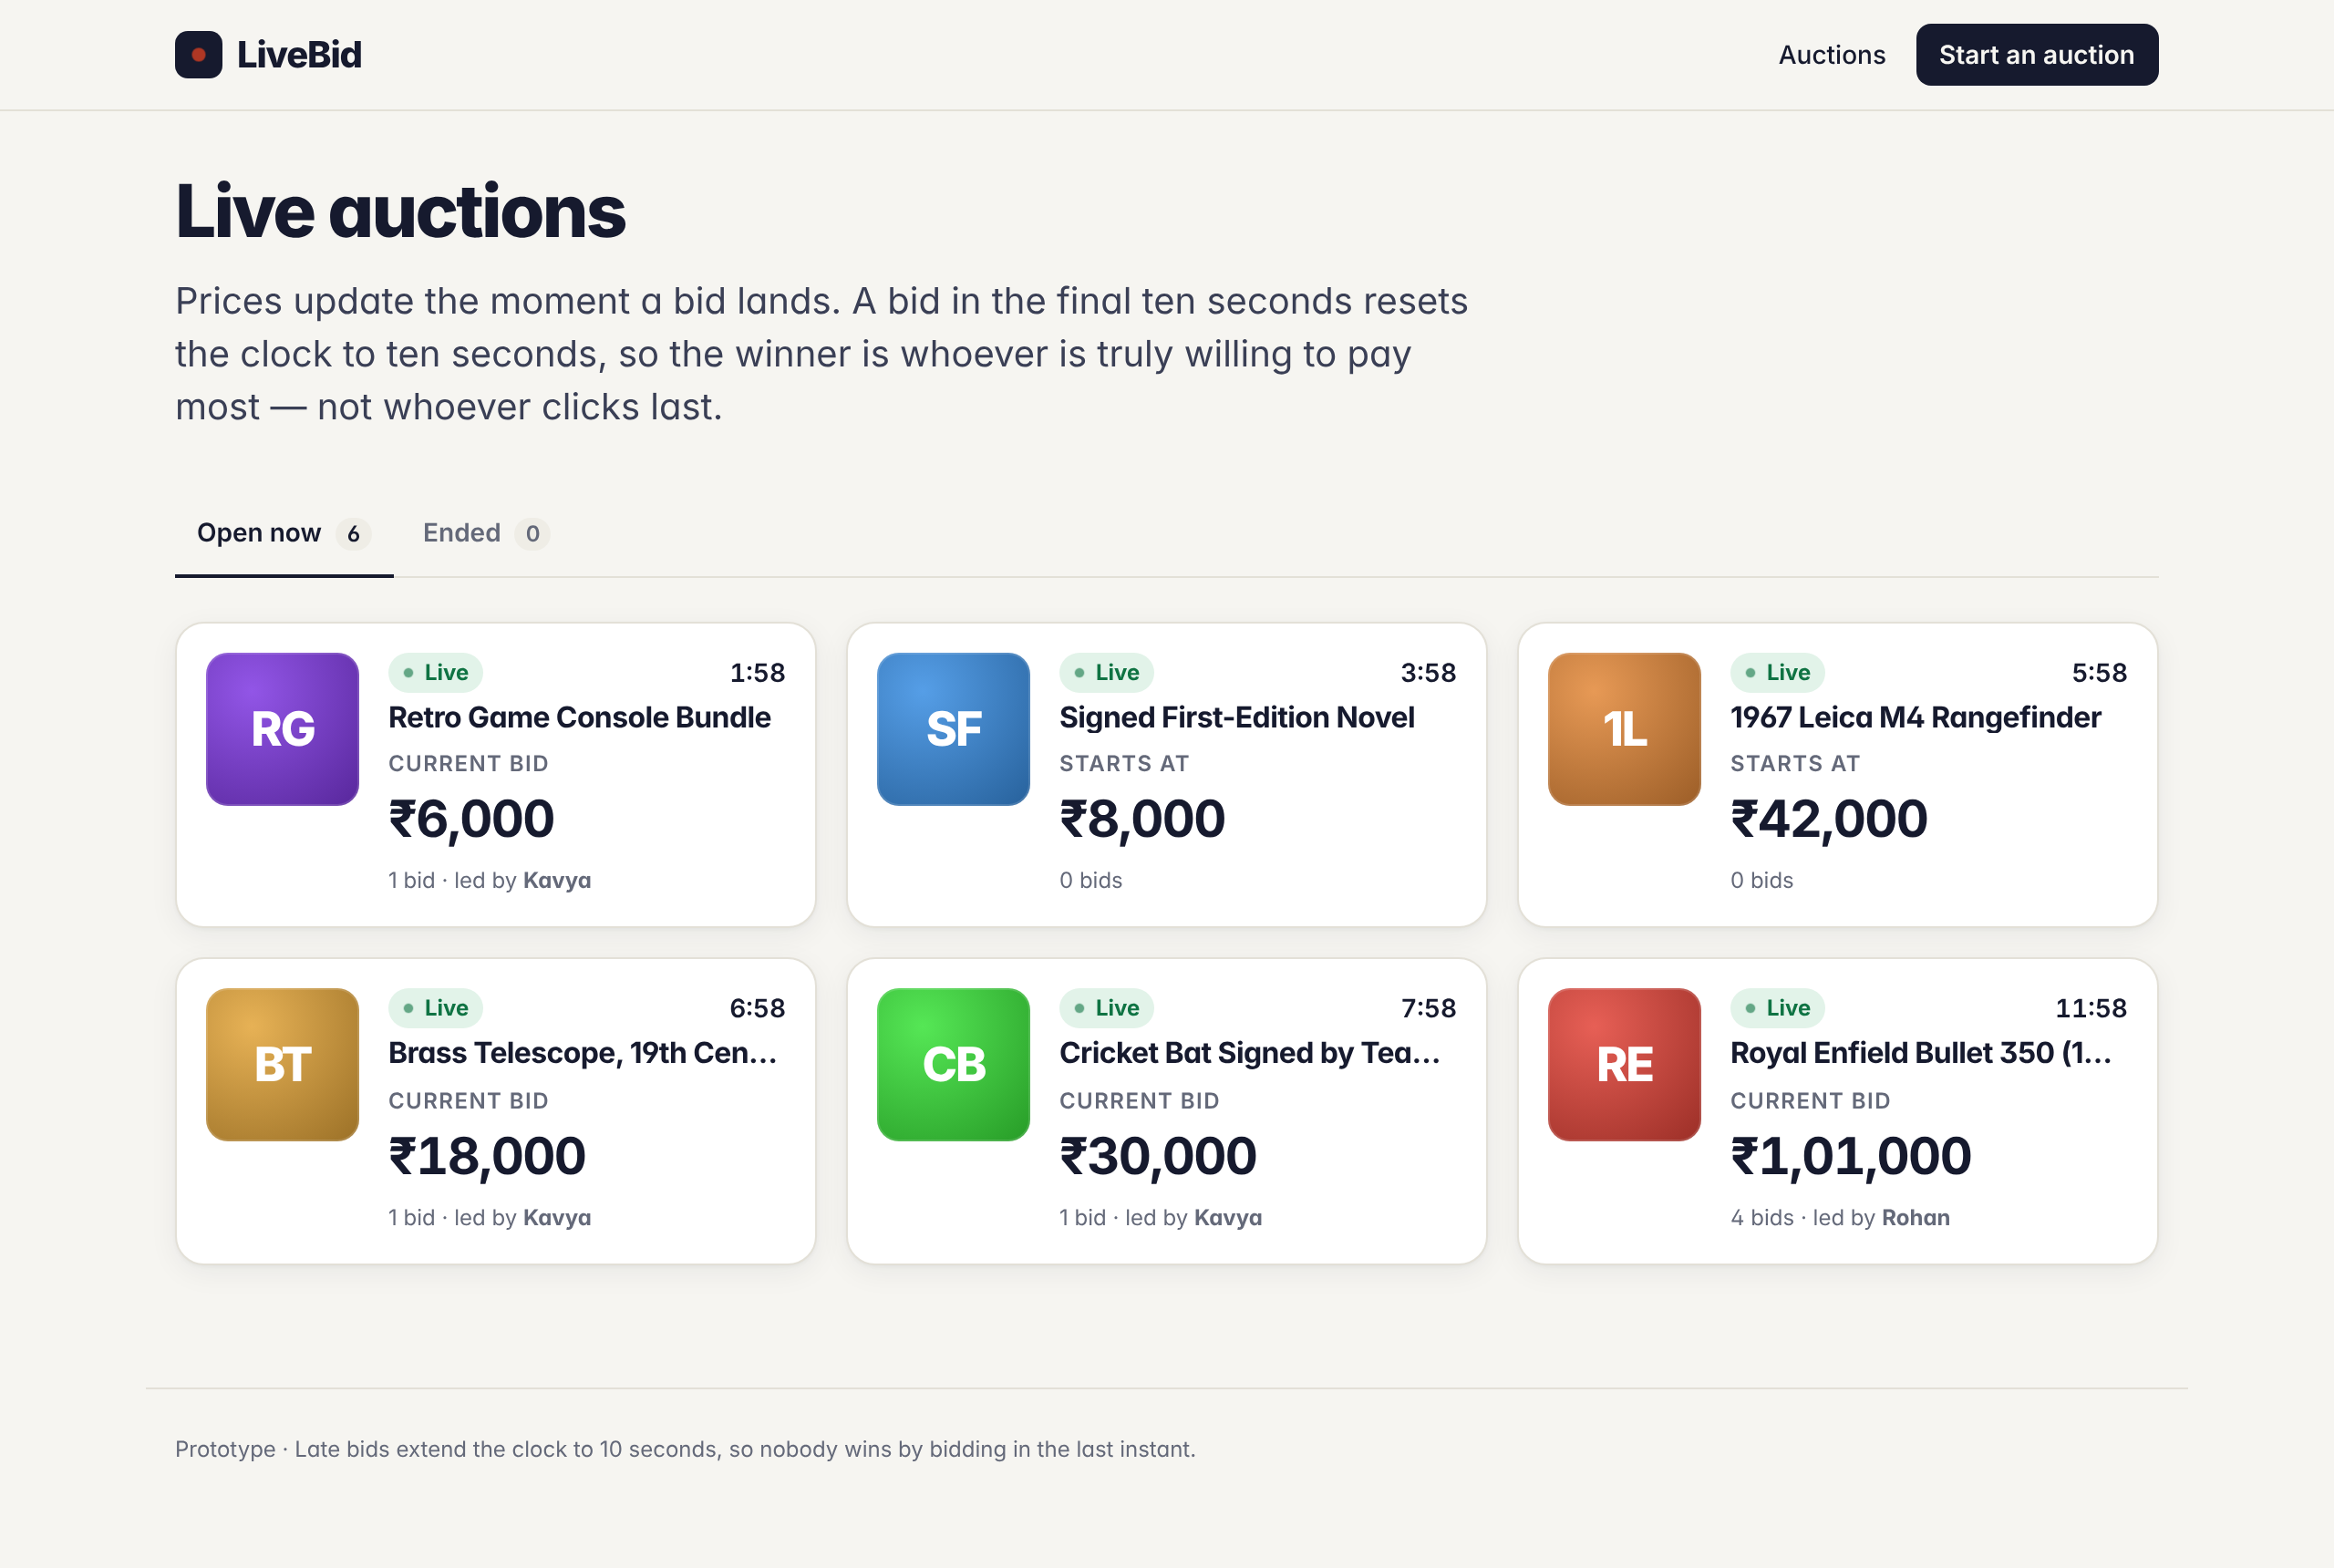 LiveBid
Auctions
Start an auction
Live auctions
Prices update the moment a bid lands. A bid in the final ten seconds resets
the clock to ten seconds, so the winner is whoever is truly willing to pay
most — not whoever clicks last.
Open now 6
Ended 0
RG
Live 1:58
Retro Game Console Bundle
CURRENT BID
₹6,000
1 bid · led by Kavya
SF
Live 3:58
Signed First-Edition Novel
STARTS AT
₹8,000
0 bids
1L
Live 5:58
1967 Leica M4 Rangefinder
STARTS AT
₹42,000
0 bids
BT
Live 6:58
Brass Telescope, 19th Cen...
CURRENT BID
₹18,000
1 bid · led by Kavya
CB
Live 7:58
Cricket Bat Signed by Tea...
CURRENT BID
₹30,000
1 bid · led by Kavya
RE
Live 11:58
Royal Enfield Bullet 350 (1...
CURRENT BID
₹1,01,000
4 bids · led by Rohan
Prototype · Late bids extend the clock to 10 seconds, so nobody wins by bidding in the last instant.